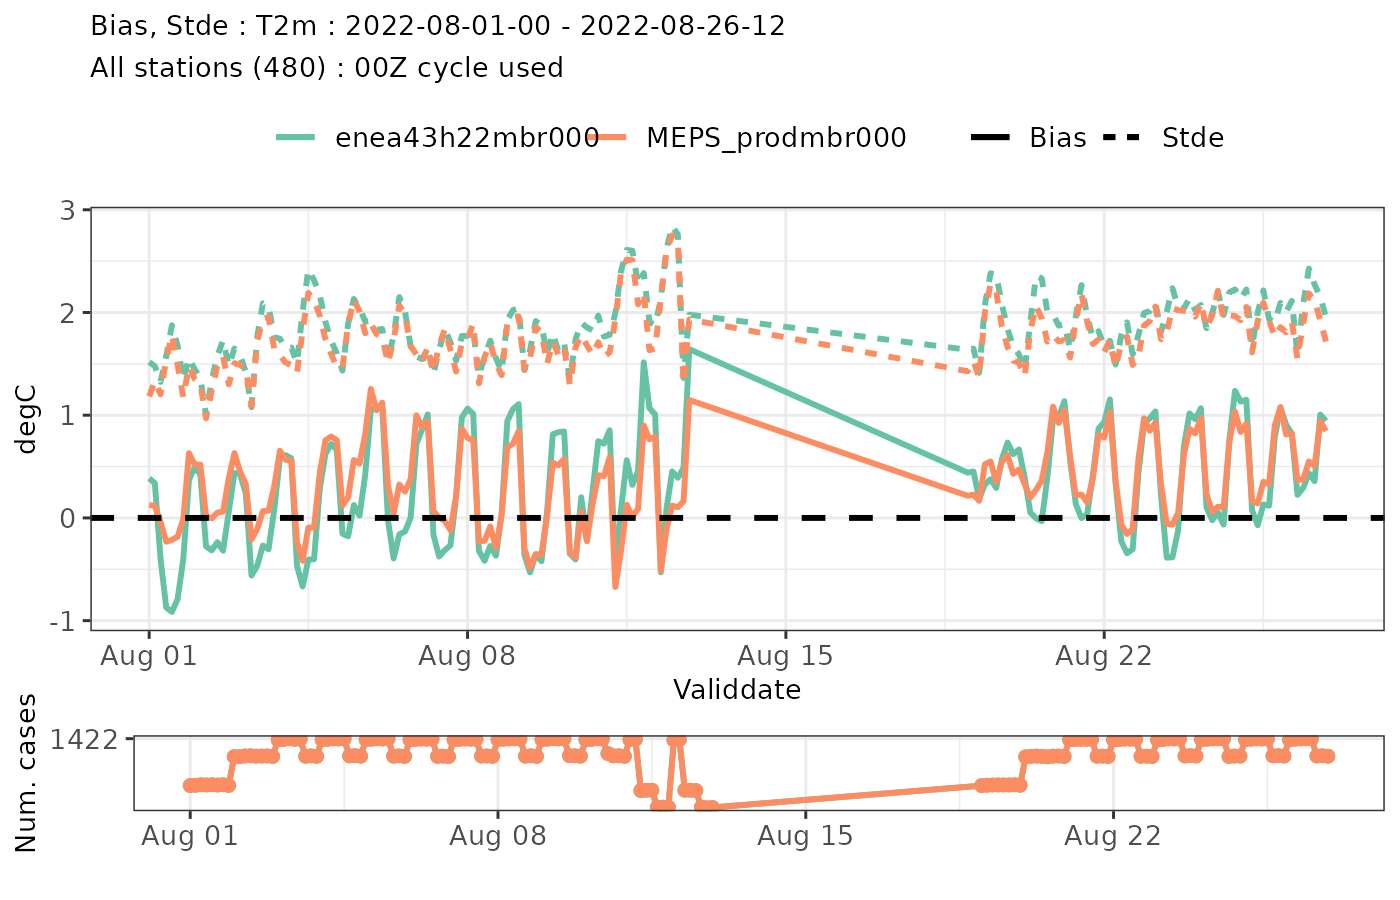 Bias, Stde : T2m : 2022-08-01-00 - 2022-08-26-12
All stations (480) : 00Z cycle used
enea43h22mbr000 MEPS_prodmbr000 Bias Stde
3
2
1
0
-1
degC
Aug 01 Aug 08 Aug 15 Aug 22
Validdate
1422
Num. cases
Aug 01 Aug 08 Aug 15 Aug 22